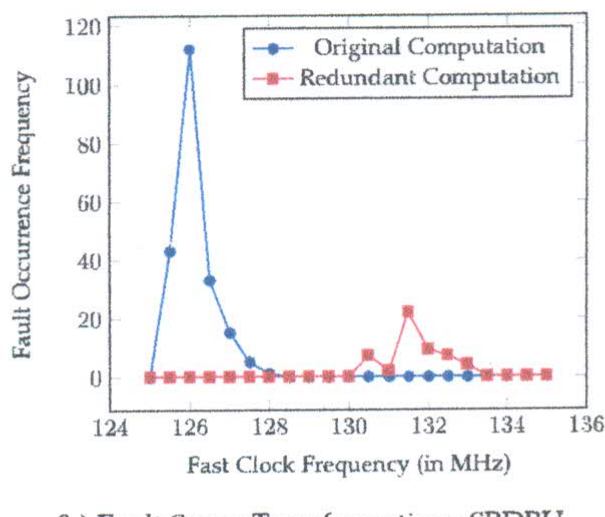 120
100
80
60
40
20
0
Fault Occurrence Frequency
Original Computation
Redundant Computation
124 126 128 130 132 134 136
Fast Clock Frequency (in MHz)